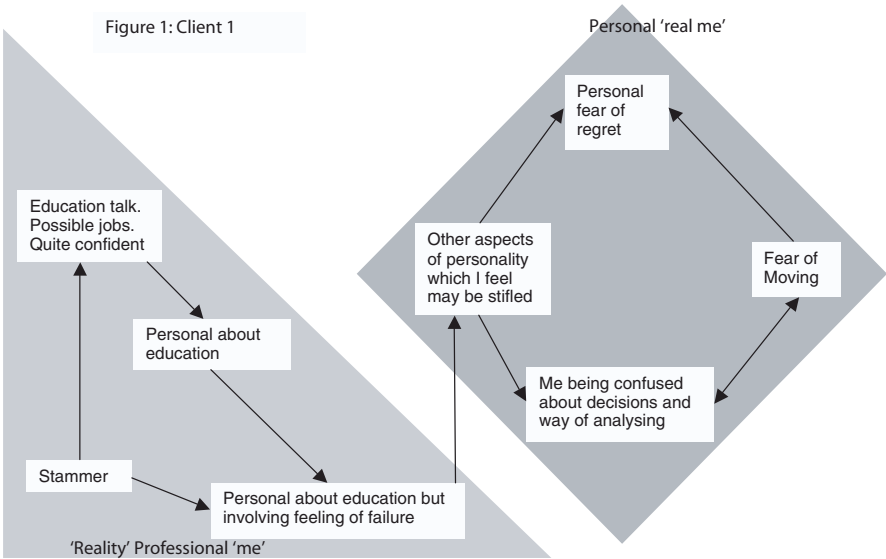 Figure 1: Client 1
Personal 'real me'
Personal
fear of
regret
Education talk.
Possible jobs.
Quite confident
Other aspects
of personality
which I feel
may be stifled
Fear of
Moving
Personal about
education
Me being confused
about decisions and
way of analysing
Stammer
Personal about education but
involving feeling of failure
'Reality' Professional 'me'